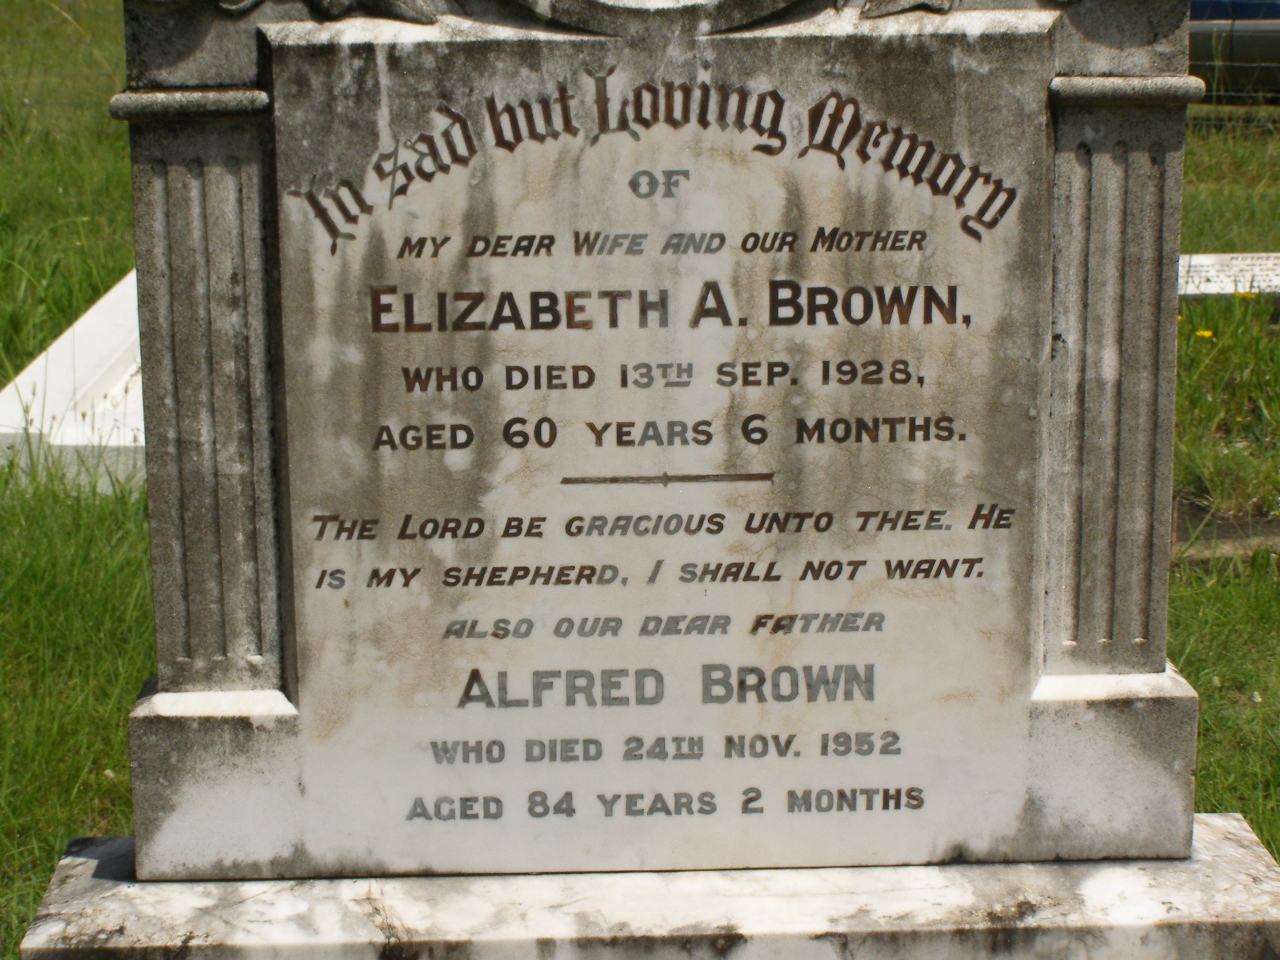 In Sad but Loving Memory
OF
MY DEAR WIFE AND OUR MOTHER
ELIZABETH A. BROWN,
WHO DIED 13TH SEP. 1928,
AGED 60 YEARS 6 MONTHS.
THE LORD BE GRACIOUS UNTO THEE. HE
IS MY SHEPHERD, I SHALL NOT WANT.
ALSO OUR DEAR FATHER
ALFRED BROWN
WHO DIED 24TH NOV. 1952
AGED 84 YEARS 2 MONTHS